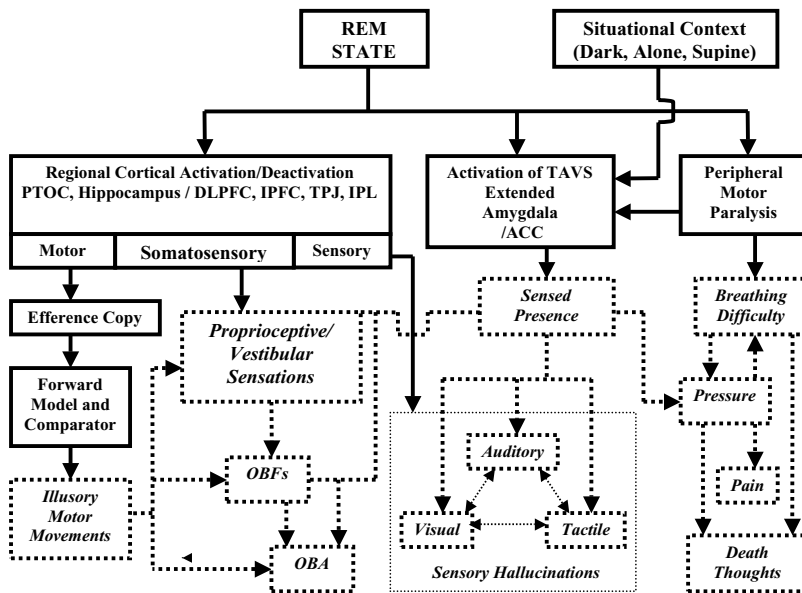 REM
STATE
Situational Context
(Dark, Alone, Supine)
Regional Cortical Activation/Deactivation
PTOC, Hippocampus / DLPFC, IPFC, TPJ, IPL
Motor
Somatosensory
Sensory
Activation of TAVS
Extended
Amygdala
/ACC
Peripheral
Motor
Paralysis
Efference Copy
Proprioceptive/
Vestibular
Sensations
Sensed
Presence
Breathing
Difficulty
Forward
Model and
Comparator
Pressure
Illusory
Motor
Movements
OBFs
OBA
Auditory
Visual
Tactile
Sensory Hallucinations
Pain
Death
Thoughts